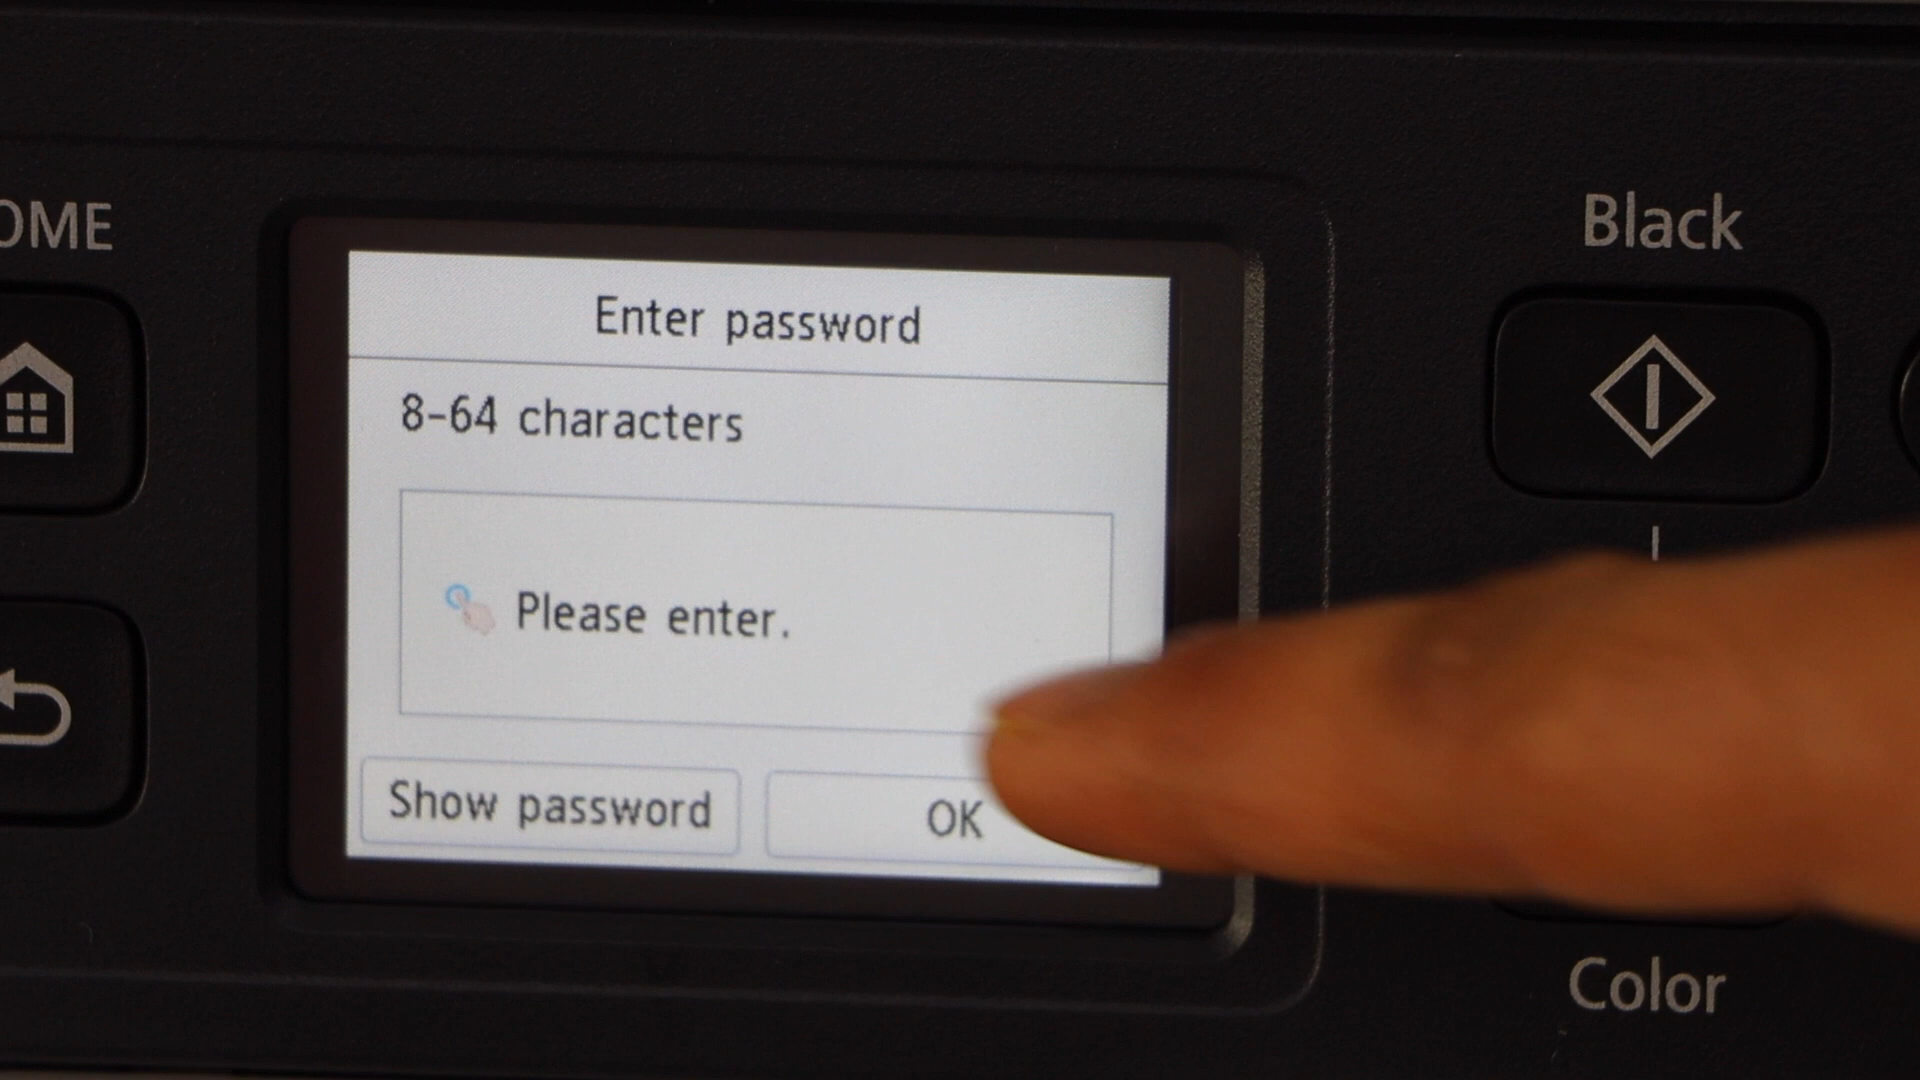 OME
Enter password
8-64 characters
Please enter.
Show password
OK
Black
Color